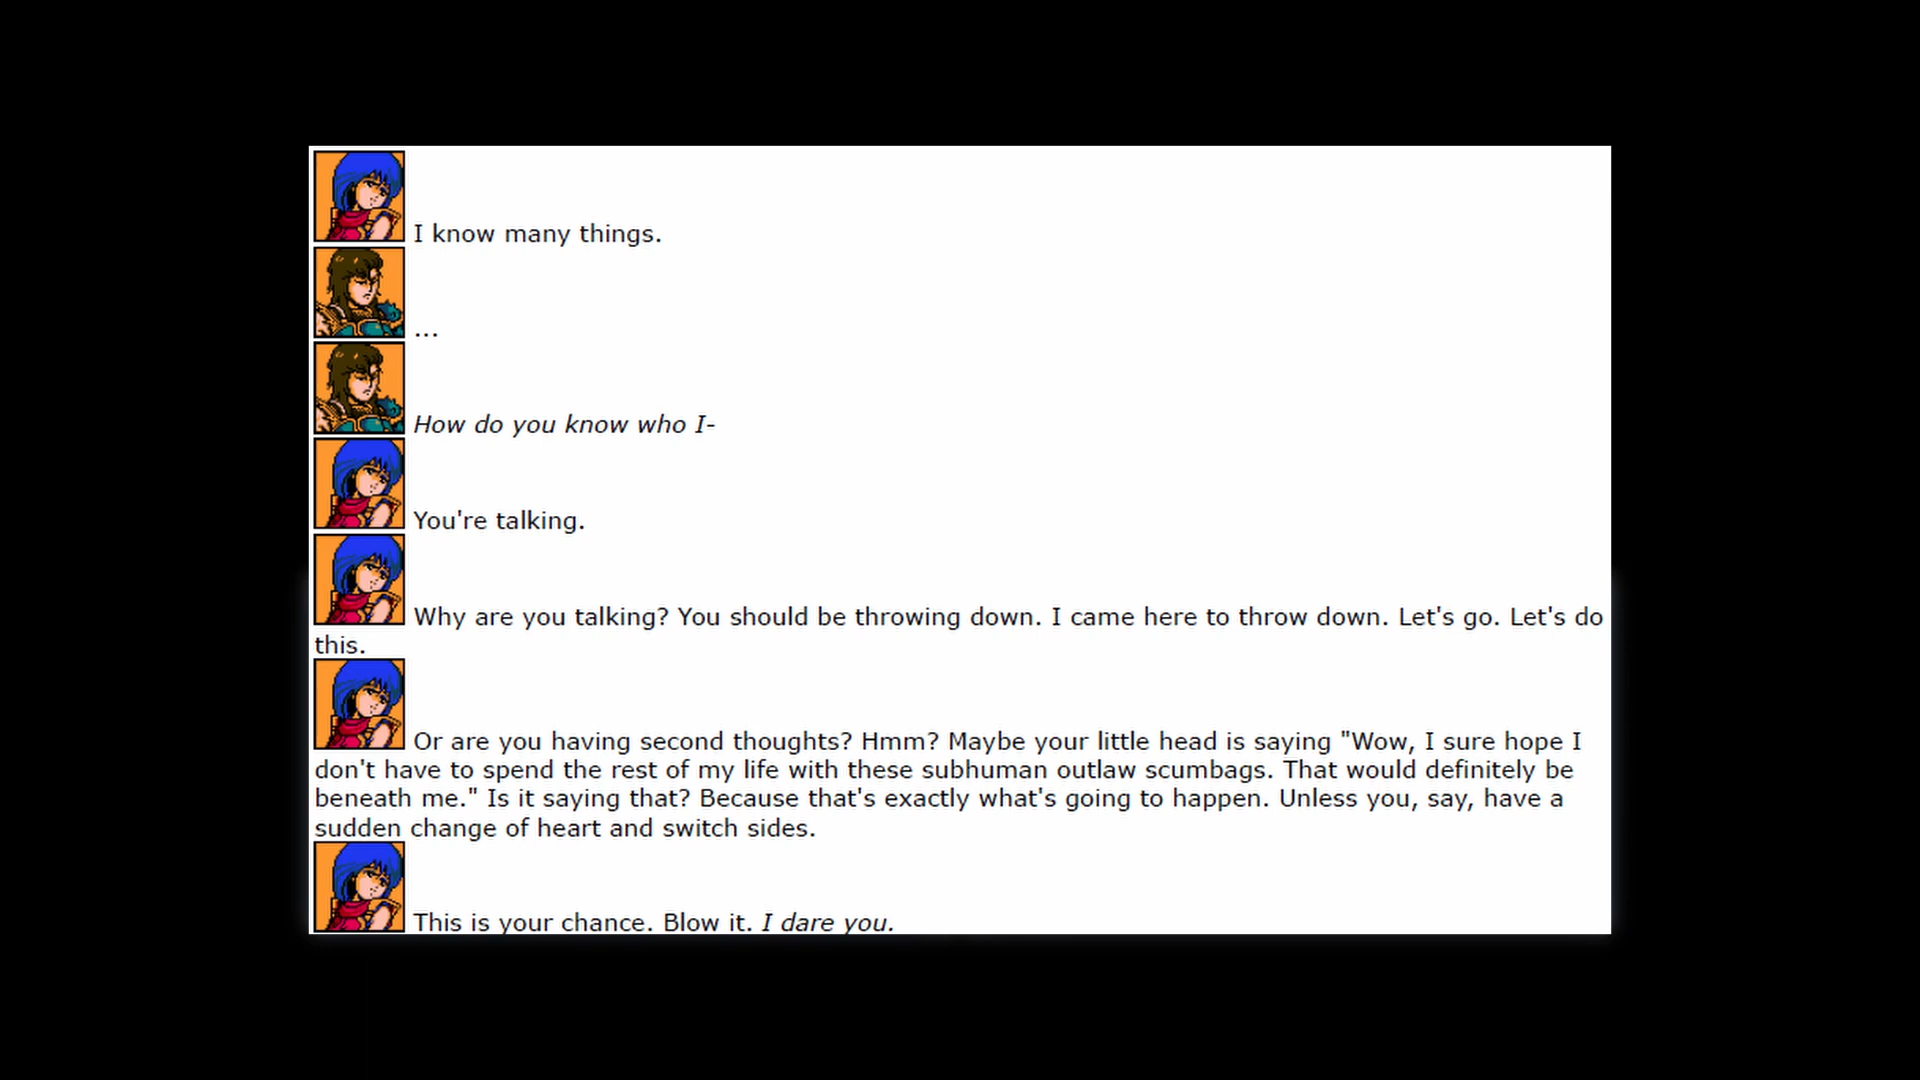 I know many things.
...
How do you know who I-
You're talking.
Why are you talking? You should be throwing down. I came here to throw down. Let's go. Let's do
this.
Or are you having second thoughts? Hmm? Maybe your little head is saying "Wow, I sure hope I
don't have to spend the rest of my life with these subhuman outlaw scumbags. That would definitely be
beneath me." Is it saying that? Because that's exactly what's going to happen. Unless you, say, have a
sudden change of heart and switch sides.
This is your chance. Blow it. I dare you.